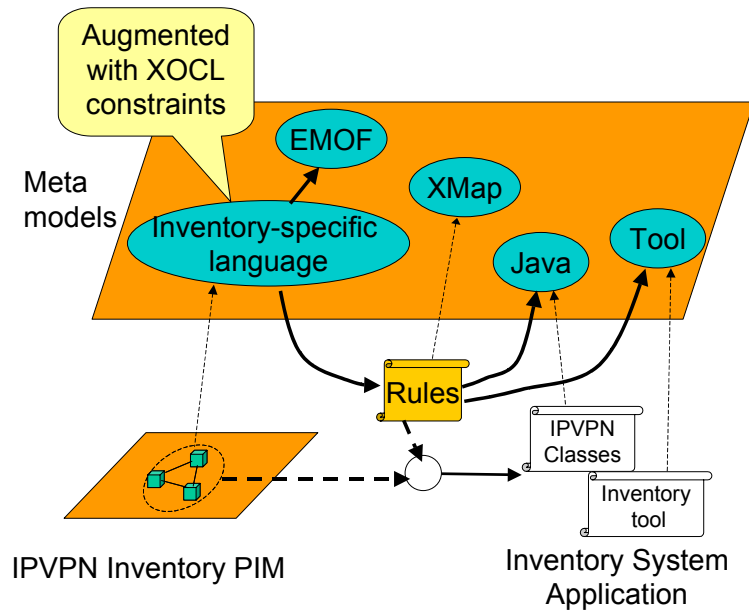 Augmented
with XOCL
constraints
EMOF
Meta
models
XMap
Inventory-specific
language
Java
Tool
Rules
IPVPN
Classes
Inventory
tool
IPVPN Inventory PIM
Inventory System
Application